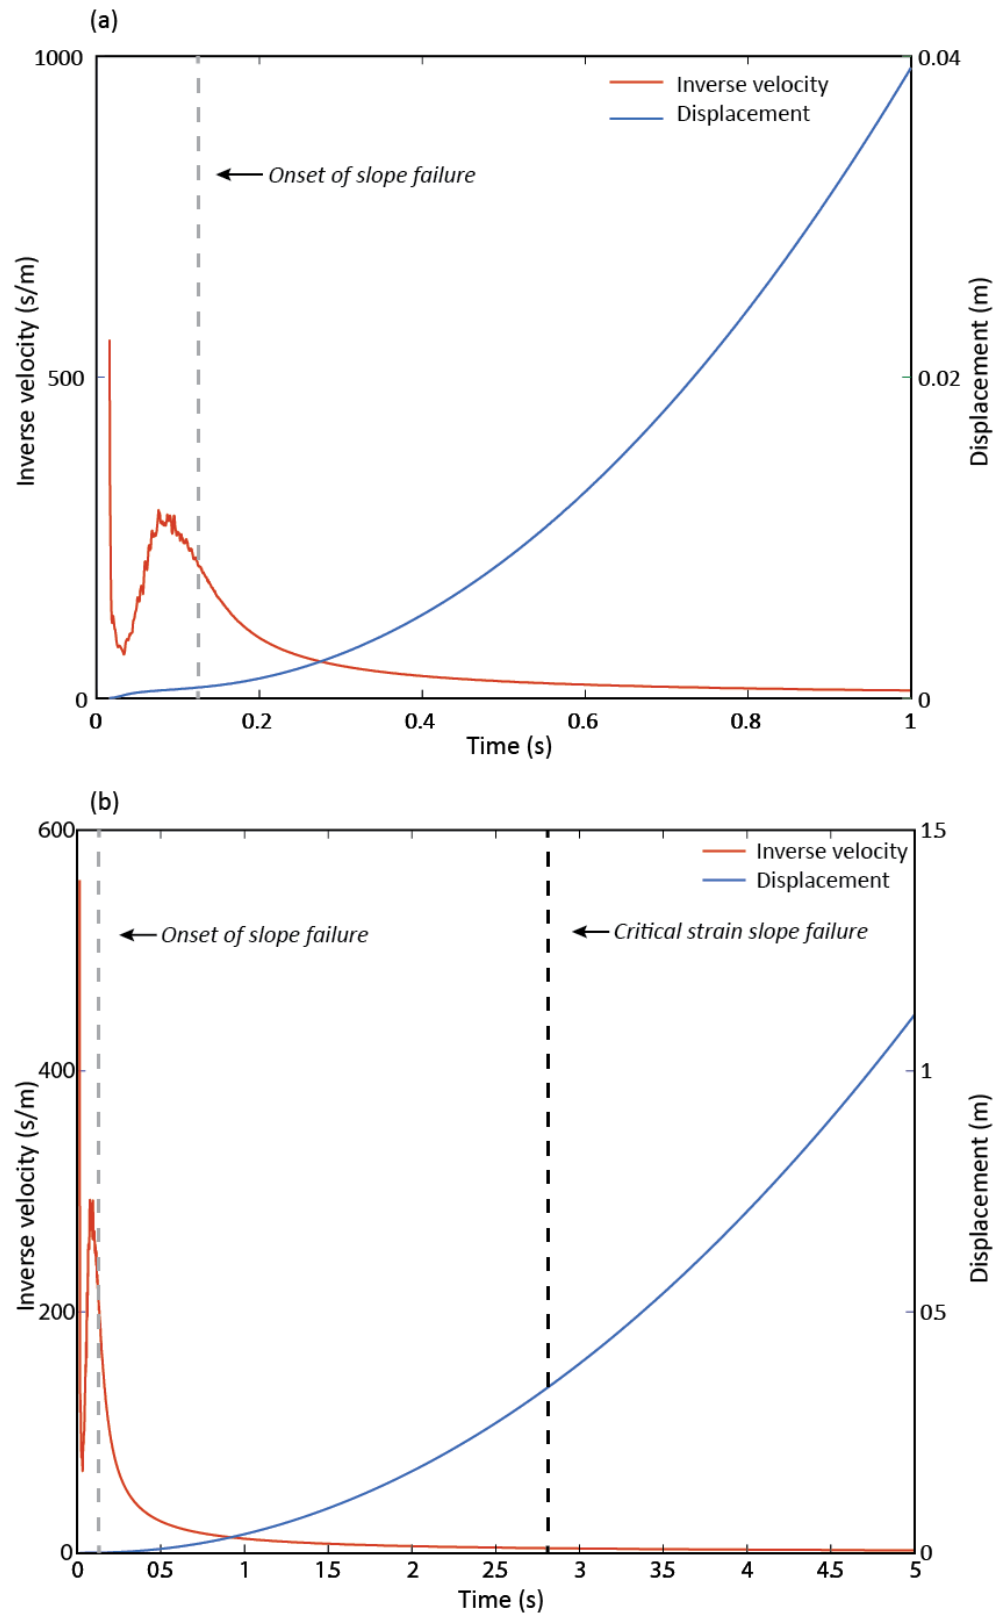 (a)
1000
0.04
Inverse velocity
Displacement
Onset of slope failure
Inverse velocity (s/m)
Displacement (m)
500
0.02
0
0
0
0.2
0.4
0.6
0.8
1
Time (s)
(b)
600
15
Inverse velocity
Displacement
Onset of slope failure
Critical strain slope failure
400
1
Inverse velocity (s/m)
Displacement (m)
200
05
0
0
0
05
1
15
2
25
3
35
4
45
5
Time (s)